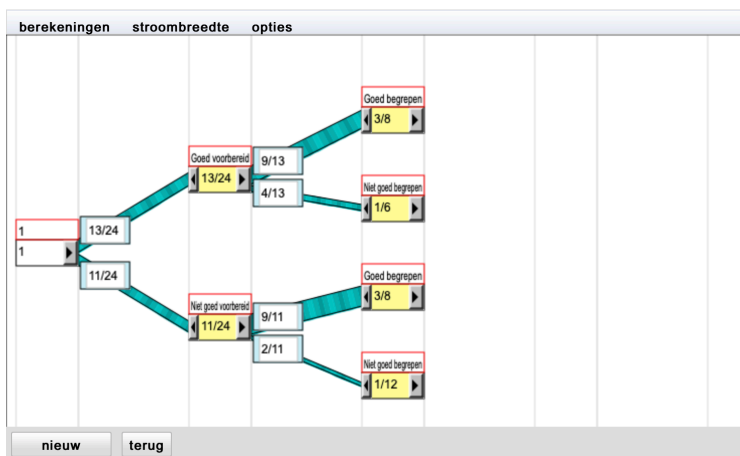 berekeningen stroombreedte opties
Goed begrepen
3/8
Goed voorbereid
13/24
9/13
4/13
Niet goed begrepen
1/6
1
1
13/24
11/24
Goed begrepen
3/8
Niet goed voorbereid
11/24
9/11
2/11
Niet goed begrepen
1/12
nieuw terug